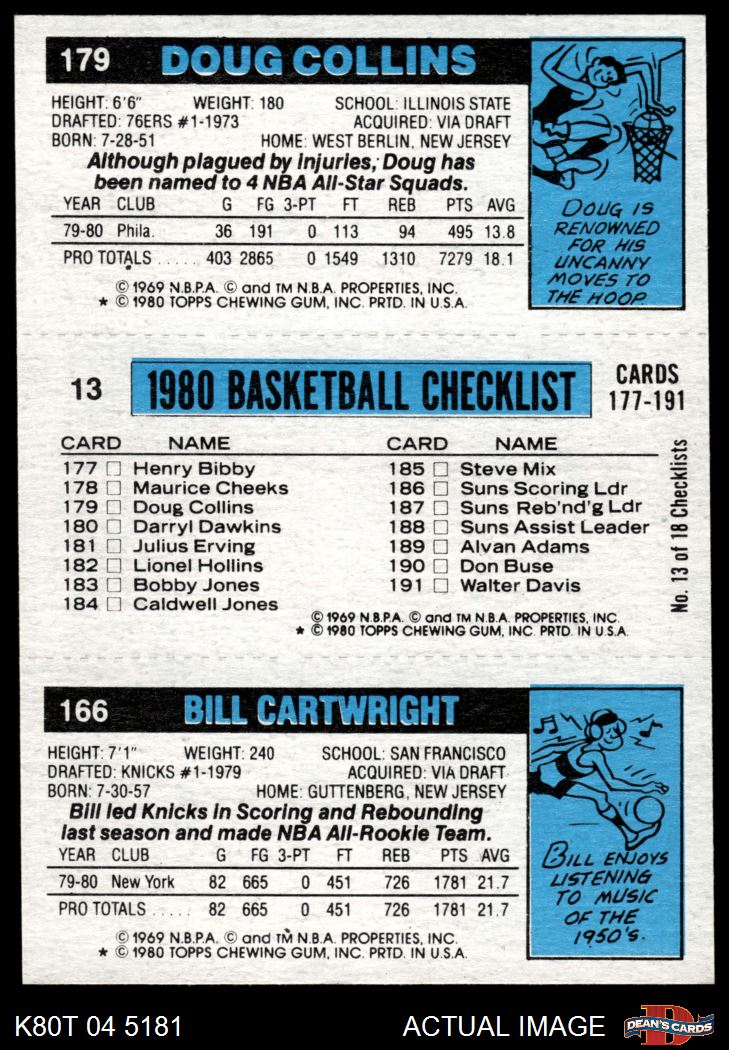 179 DOUG COLLINS
HEIGHT: 6'6" WEIGHT: 180 SCHOOL: ILLINOIS STATE
DRAFTED: 76ERS #1-1973 ACQUIRED: VIA DRAFT
BORN: 7-28-51 HOME: WEST BERLIN, NEW JERSEY
Although plagued by injuries, Doug has
been named to 4 NBA All-Star Squads.
YEAR CLUB G FG 3-PT FT REB PTS AVG
79-80 Phila. 36 191 0 113 94 495 13.8
PRO TOTALS ..... 403 2865 0 1549 1310 7279 18.1
© 1969 N.B.P.A. © and TM N.B.A. PROPERTIES, INC.
★ © 1980 TOPPS CHEWING GUM, INC. PRTD. IN U.S.A.
DOUG IS
RENOWNED
FOR HIS
UNCANNY
MOVES TO
THE HOOP
13 1980 BASKETBALL CHECKLIST CARDS
177-191
CARD NAME
177 □ Henry Bibby
178 □ Maurice Cheeks
179 □ Doug Collins
180 □ Darryl Dawkins
181 □ Julius Erving
182 □ Lionel Hollins
183 □ Bobby Jones
184 □ Caldwell Jones
CARD NAME
185 □ Steve Mix
186 □ Suns Scoring Ldr
187 □ Suns Reb'nd'g Ldr
188 □ Suns Assist Leader
189 □ Alvan Adams
190 □ Don Buse
191 □ Walter Davis
© 1969 N.B.P.A. © and TM N.B.A. PROPERTIES, INC.
★ © 1980 TOPPS CHEWING GUM, INC. PRTD. IN U.S.A.
No. 13 of 18 Checklists
166 BILL CARTWRIGHT
HEIGHT: 7'1" WEIGHT: 240 SCHOOL: SAN FRANCISCO
DRAFTED: KNICKS #1-1979 ACQUIRED: VIA DRAFT
BORN: 7-30-57 HOME: GUTTENBERG, NEW JERSEY
Bill led Knicks in Scoring and Rebounding
last season and made NBA All-Rookie Team.
YEAR CLUB G FG 3-PT FT REB PTS AVG
79-80 New York 82 665 0 451 726 1781 21.7
PRO TOTALS ..... 82 665 0 451 726 1781 21.7
© 1969 N.B.P.A. © and TM N.B.A. PROPERTIES, INC.
★ © 1980 TOPPS CHEWING GUM, INC. PRTD. IN U.S.A.
BILL ENJOYS
LISTENING
TO MUSIC
OF THE
1950'S.
K80T 04 5181 ACTUAL IMAGE DEAN'S CARDS